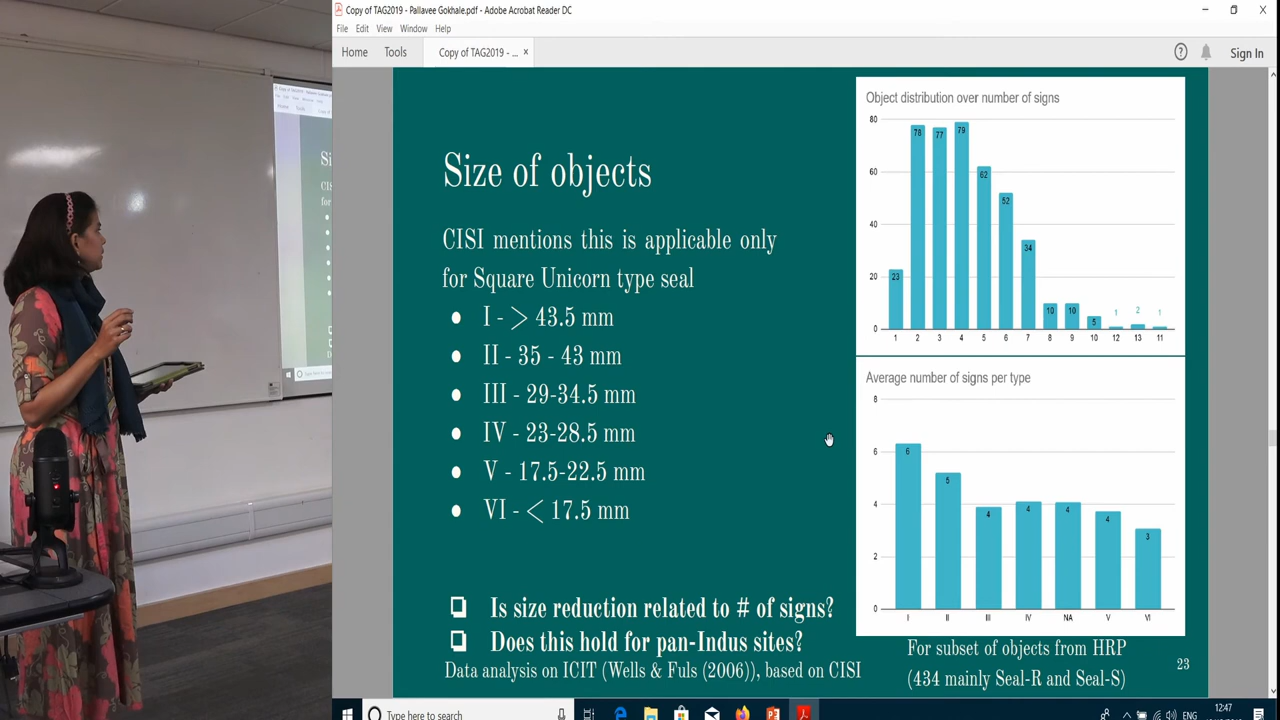 Copy of TAG2019 - Pallavee Gokhale.pdf - Adobe Acrobat Reader DC
File Edit View Window Help
Home Tools Copy of TAG2019 - ... × Sign In
Size of objects
CISI mentions this is applicable only
for Square Unicorn type seal
● I - > 43.5 mm
● II - 35 - 43 mm
● III - 29-34.5 mm
● IV - 23-28.5 mm
● V - 17.5-22.5 mm
● VI - < 17.5 mm
❏ Is size reduction related to # of signs?
❏ Does this hold for pan-Indus sites?
Data analysis on ICIT (Wells & Fuls (2006)), based on CISI
Object distribution over number of signs
80
60
40
20
0
23 78 77 79 62 52 34 10 10 5 1 2 1
1 2 3 4 5 6 7 8 9 10 12 13 11
Average number of signs per type
8
6
4
2
0
6 5 4 4 4 4 3
I II III IV NA V VI
For subset of objects from HRP
(434 mainly Seal-R and Seal-S)
23
Type here to search
12:47